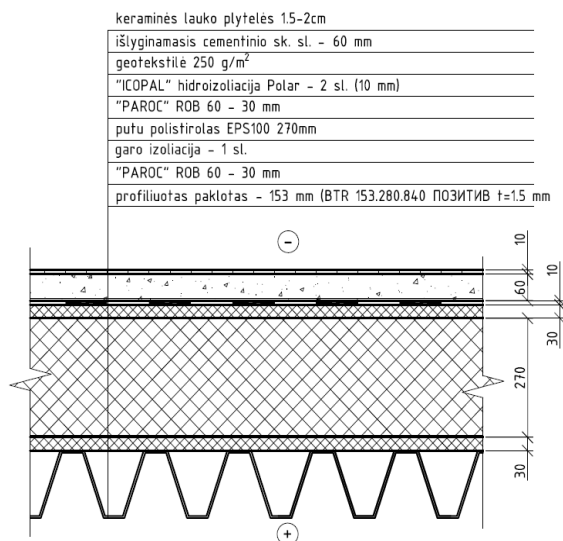 keraminės lauko plytelės 1.5-2cm
išlyginamasis cementinio sk. sl. - 60 mm
geotekstilė 250 g/m²
"ICOPAL" hidroizoliacija Polar - 2 sl. (10 mm)
"PAROC" ROB 60 - 30 mm
putu polistirolas EPS100 270mm
garo izoliacija - 1 sl.
"PAROC" ROB 60 - 30 mm
profiliuotas paklotas - 153 mm (BTR 153.280.840 ПОЗИТИВ t=1.5 mm
-
10
60
10
30
270
30
+